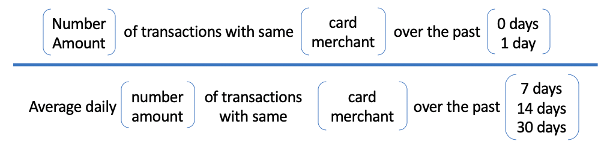 Number Amount of transactions with same card merchant over the past 0 days 1 day
Average daily number amount of transactions with same card merchant over the past 7 days 14 days 30 days